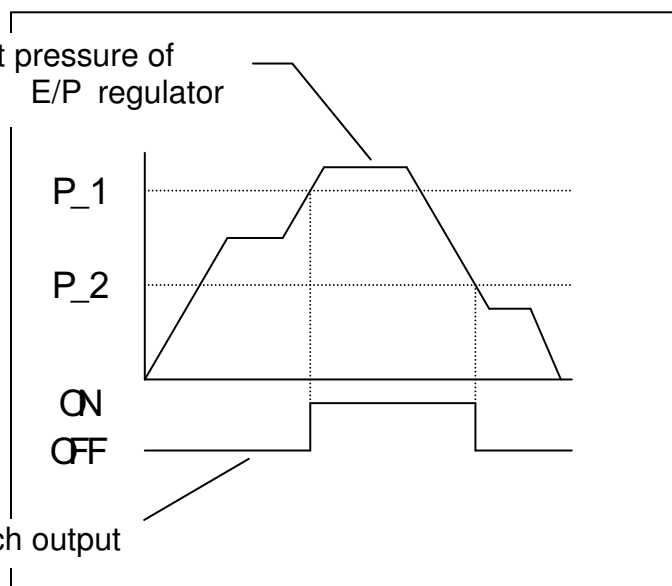 t pressure of
E/P regulator
P_1
P_2
ON
OFF
ch output